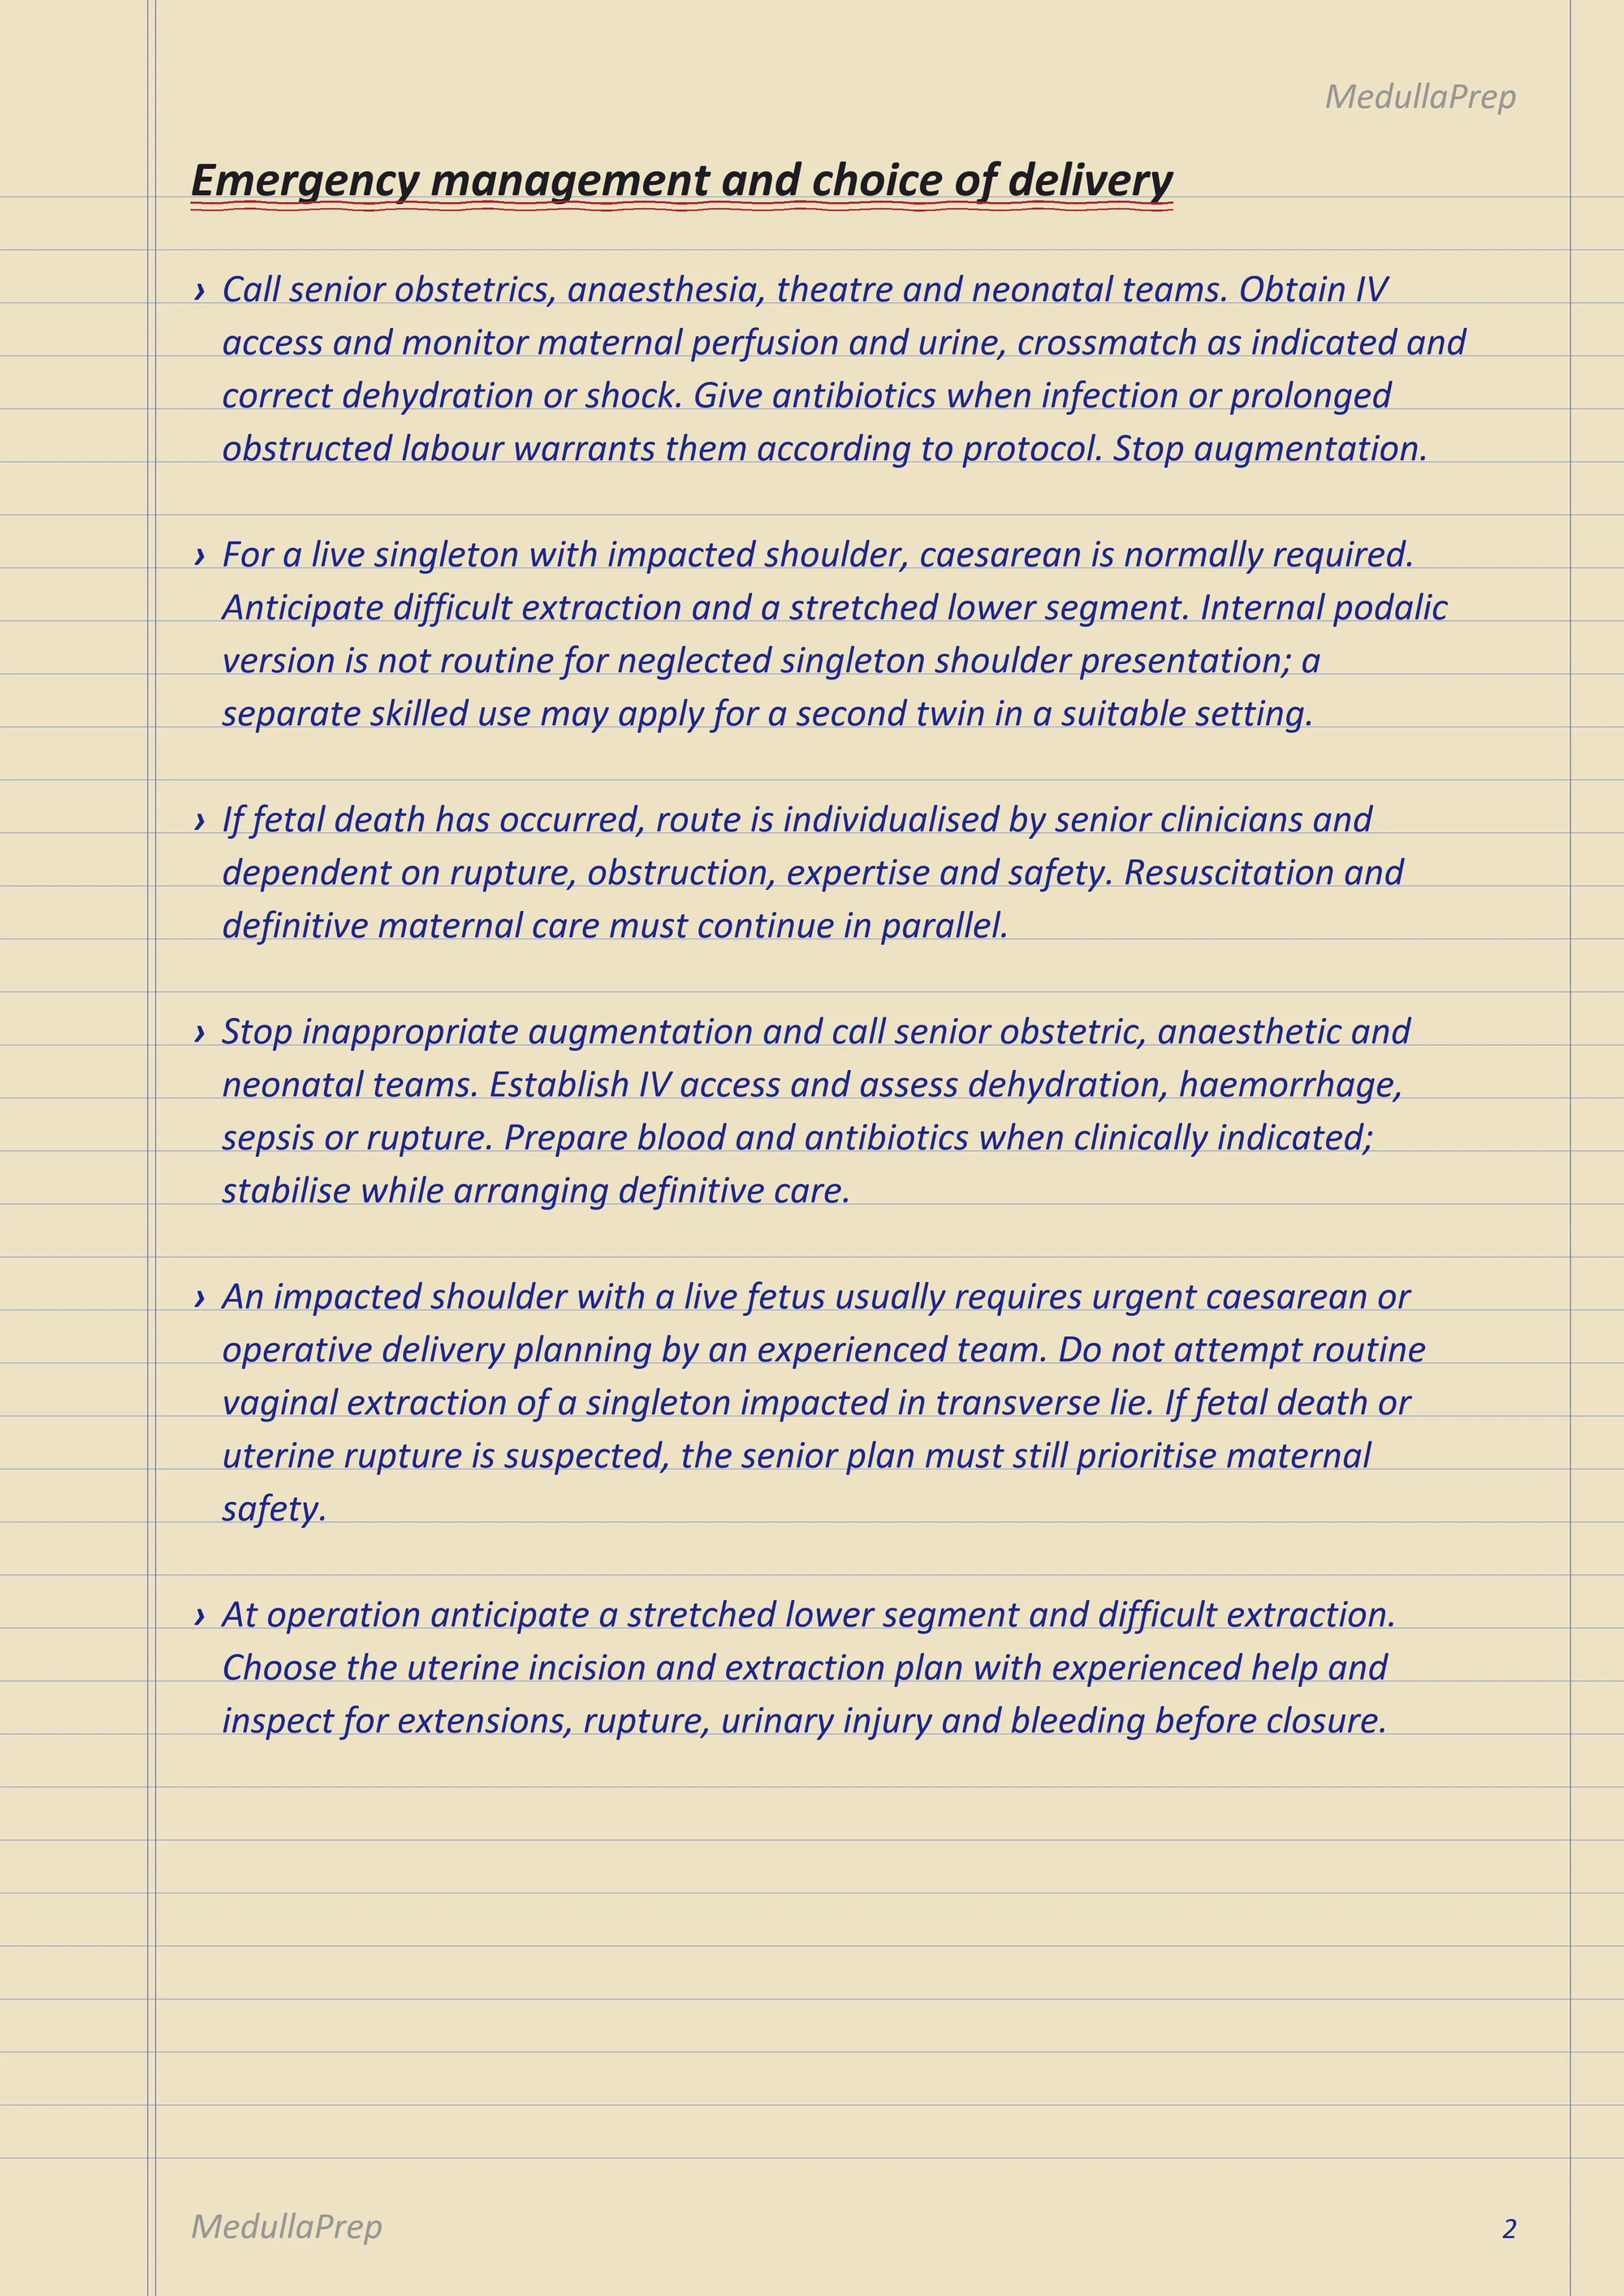 MedullaPrep
Emergency management and choice of delivery
› Call senior obstetrics, anaesthesia, theatre and neonatal teams. Obtain IV
access and monitor maternal perfusion and urine, crossmatch as indicated and
correct dehydration or shock. Give antibiotics when infection or prolonged
obstructed labour warrants them according to protocol. Stop augmentation.
› For a live singleton with impacted shoulder, caesarean is normally required.
Anticipate difficult extraction and a stretched lower segment. Internal podalic
version is not routine for neglected singleton shoulder presentation; a
separate skilled use may apply for a second twin in a suitable setting.
› If fetal death has occurred, route is individualised by senior clinicians and
dependent on rupture, obstruction, expertise and safety. Resuscitation and
definitive maternal care must continue in parallel.
› Stop inappropriate augmentation and call senior obstetric, anaesthetic and
neonatal teams. Establish IV access and assess dehydration, haemorrhage,
sepsis or rupture. Prepare blood and antibiotics when clinically indicated;
stabilise while arranging definitive care.
› An impacted shoulder with a live fetus usually requires urgent caesarean or
operative delivery planning by an experienced team. Do not attempt routine
vaginal extraction of a singleton impacted in transverse lie. If fetal death or
uterine rupture is suspected, the senior plan must still prioritise maternal
safety.
› At operation anticipate a stretched lower segment and difficult extraction.
Choose the uterine incision and extraction plan with experienced help and
inspect for extensions, rupture, urinary injury and bleeding before closure.
MedullaPrep
2